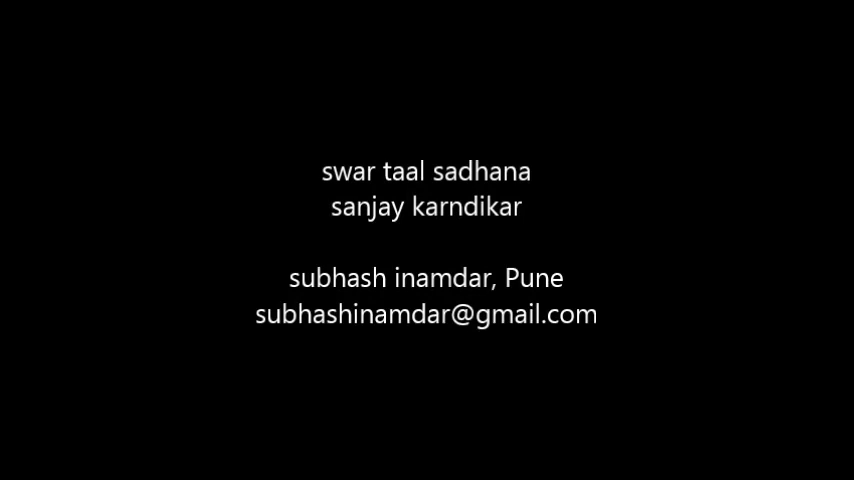 swar taal sadhana
sanjay karndikar
subhash inamdar, Pune
subhashinamdar@gmail.com